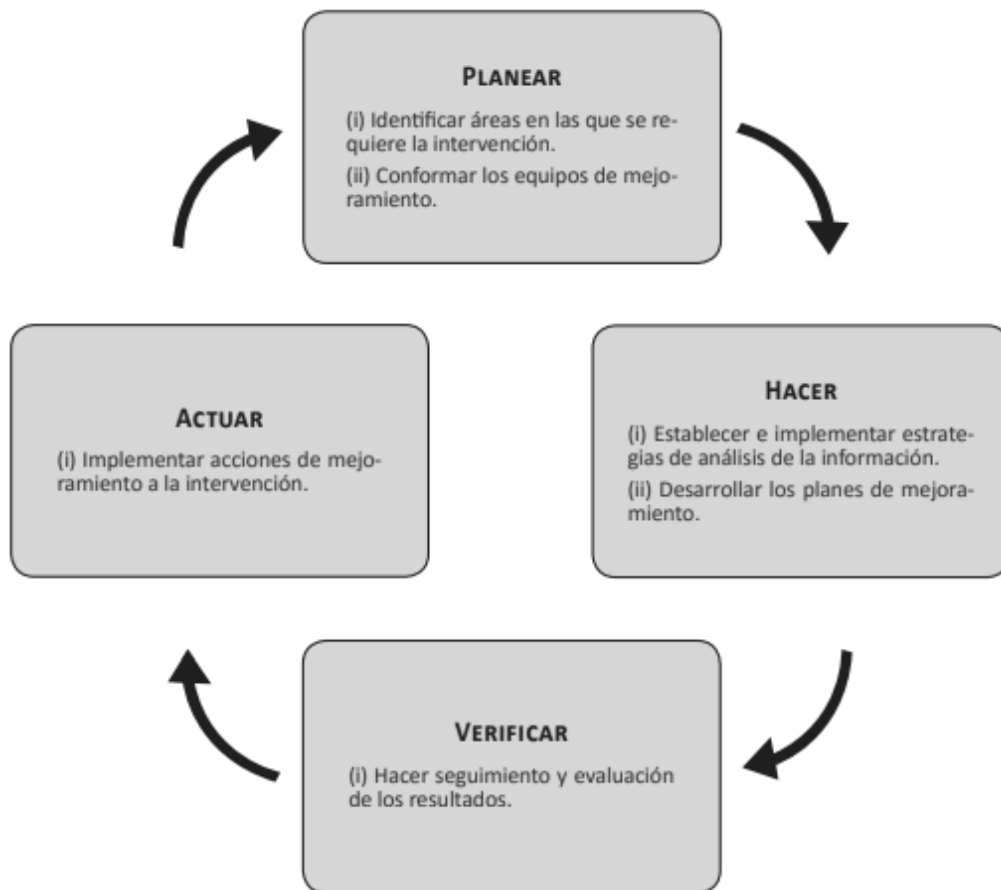 PLANEAR
(i) Identificar áreas en las que se re-
quiere la intervención.
(ii) Conformar los equipos de mejo-
ramiento.
HACER
(i) Establecer e implementar estrate-
gias de análisis de la información.
(ii) Desarrollar los planes de mejora-
miento.
VERIFICAR
(i) Hacer seguimiento y evaluación
de los resultados.
ACTUAR
(i) Implementar acciones de mejo-
ramiento a la intervención.